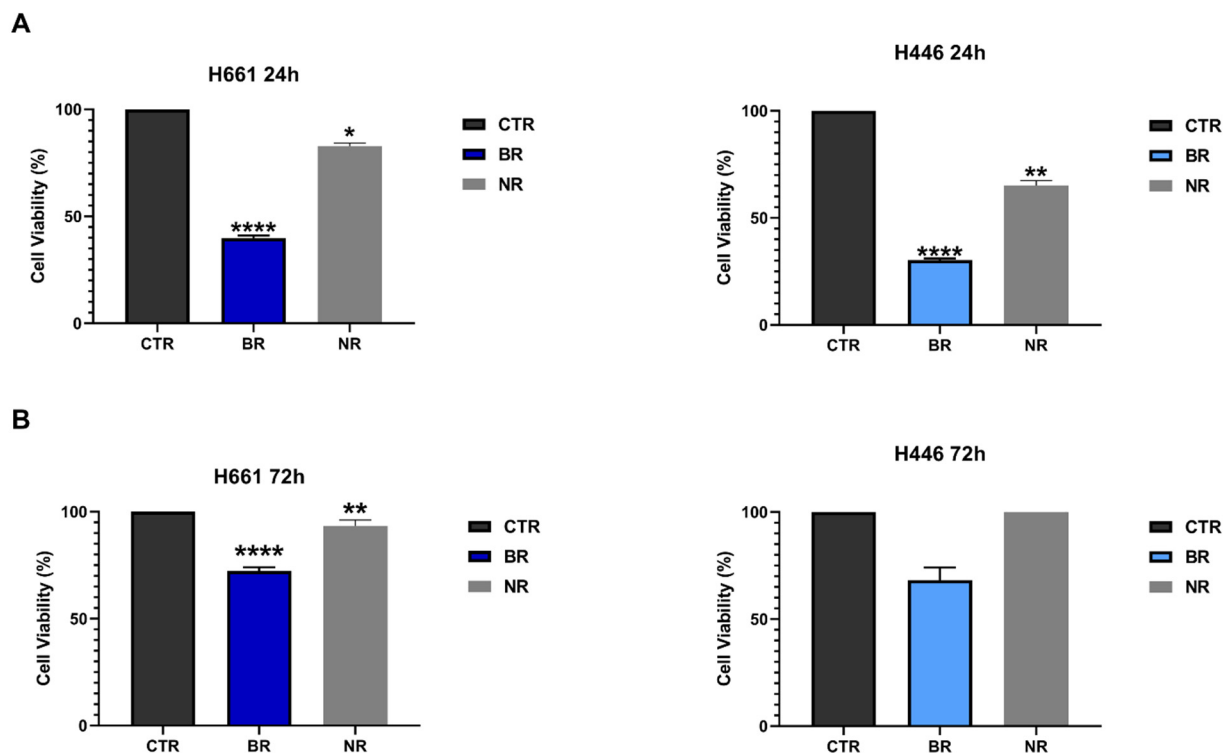 A
H661 24h
Cell Viability (%)
100
50
0
*
****
CTR
BR
NR
CTR
BR
NR
H446 24h
Cell Viability (%)
100
50
0
**
****
CTR
BR
NR
CTR
BR
NR
B
H661 72h
Cell Viability (%)
100
50
0
**
****
CTR
BR
NR
CTR
BR
NR
H446 72h
Cell Viability (%)
100
50
0
CTR
BR
NR
CTR
BR
NR